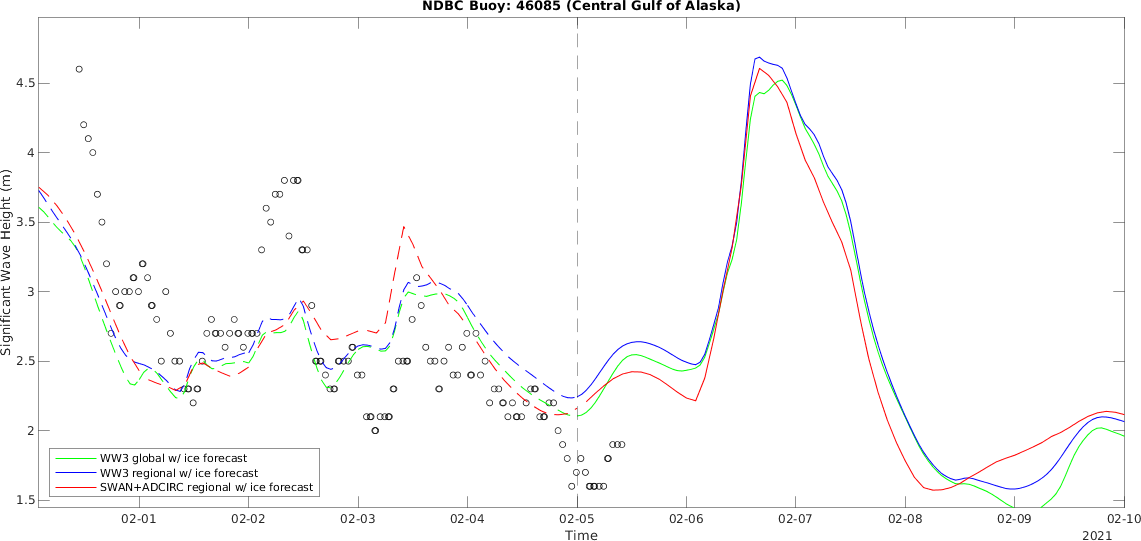 NDBC Buoy: 46085 (Central Gulf of Alaska)
Significant Wave Height (m)
4.5
4
3.5
3
2.5
2
1.5
WW3 global w/ ice forecast
WW3 regional w/ ice forecast
SWAN+ADCIRC regional w/ ice forecast
02-01 02-02 02-03 02-04 02-05 02-06 02-07 02-08 02-09 02-10
Time
2021